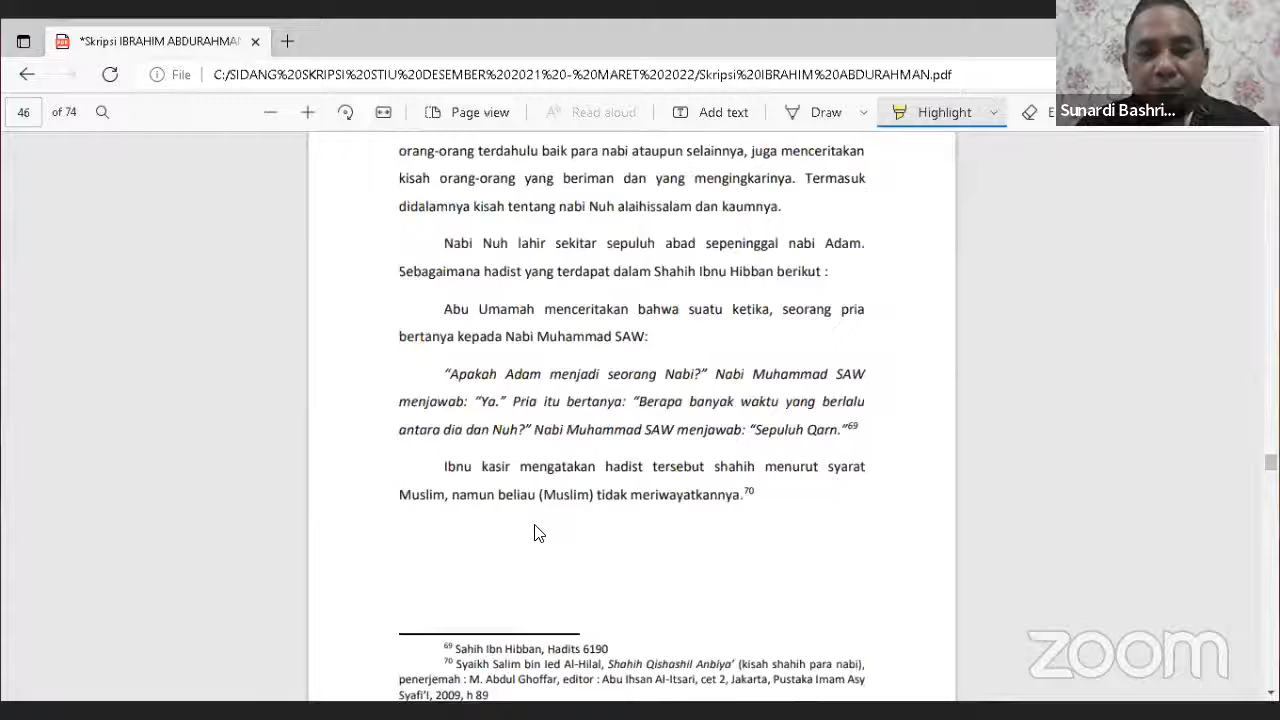 *Skripsi IBRAHIM ABDURAHMAN
File C:/SIDANG%20SKRIPSI%20STIU%20DESEMBER%202021%20-%20MARET%202022/Skripsi%20IBRAHIM%20ABDURAHMAN.pdf
46 of 74 Page view Read aloud Add text Draw Highlight
Sunardi Bashri...
orang-orang terdahulu baik para nabi ataupun selainnya, juga menceritakan
kisah orang-orang yang beriman dan yang mengingkarinya. Termasuk
didalamnya kisah tentang nabi Nuh alaihissalam dan kaumnya.
Nabi Nuh lahir sekitar sepuluh abad sepeninggal nabi Adam.
Sebagaimana hadist yang terdapat dalam Shahih Ibnu Hibban berikut :
Abu Umamah menceritakan bahwa suatu ketika, seorang pria
bertanya kepada Nabi Muhammad SAW:
“Apakah Adam menjadi seorang Nabi?” Nabi Muhammad SAW
menjawab: “Ya.” Pria itu bertanya: “Berapa banyak waktu yang berlalu
antara dia dan Nuh?” Nabi Muhammad SAW menjawab: “Sepuluh Qarn.”69
Ibnu kasir mengatakan hadist tersebut shahih menurut syarat
Muslim, namun beliau (Muslim) tidak meriwayatkannya.70
69 Sahih Ibn Hibban, Hadits 6190
70 Syaikh Salim bin Ied Al-Hilal, Shahih Qishashil Anbiya’ (kisah shahih para nabi),
penerjemah : M. Abdul Ghoffar, editor : Abu Ihsan Al-Itsari, cet 2, Jakarta, Pustaka Imam Asy
Syafi’I, 2009, h 89
zoom